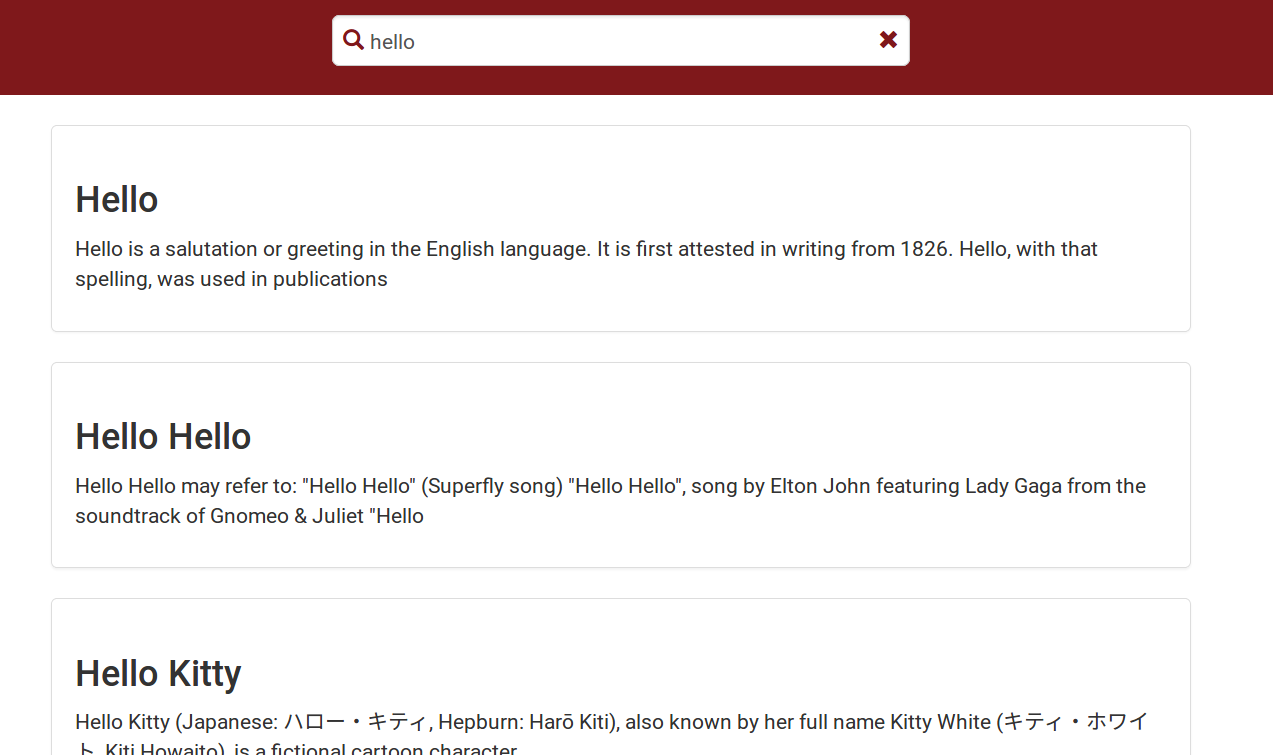 hello
Hello
Hello is a salutation or greeting in the English language. It is first attested in writing from 1826. Hello, with that
spelling, was used in publications
Hello Hello
Hello Hello may refer to: "Hello Hello" (Superfly song) "Hello Hello", song by Elton John featuring Lady Gaga from the
soundtrack of Gnomeo & Juliet "Hello
Hello Kitty
Hello Kitty (Japanese: ハロー・キティ, Hepburn: Harō Kiti), also known by her full name Kitty White (キティ・ホワイ
ト, Kiti Howaito), is a fictional cartoon character